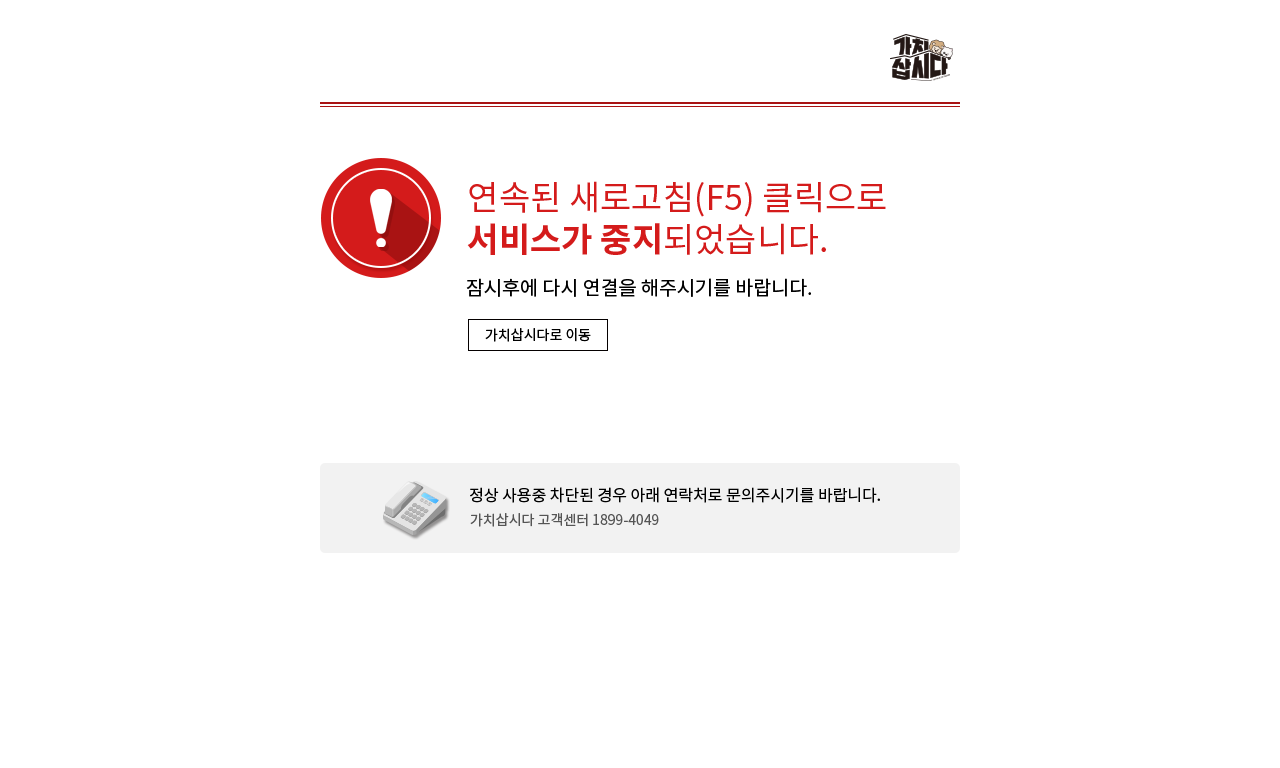 가치
삽시다
연속된 새로고침(F5) 클릭으로
서비스가 중지되었습니다.
잠시후에 다시 연결을 해주시기를 바랍니다.
가치삽시다로 이동
정상 사용중 차단된 경우 아래 연락처로 문의주시기를 바랍니다.
가치삽시다 고객센터 1899-4049